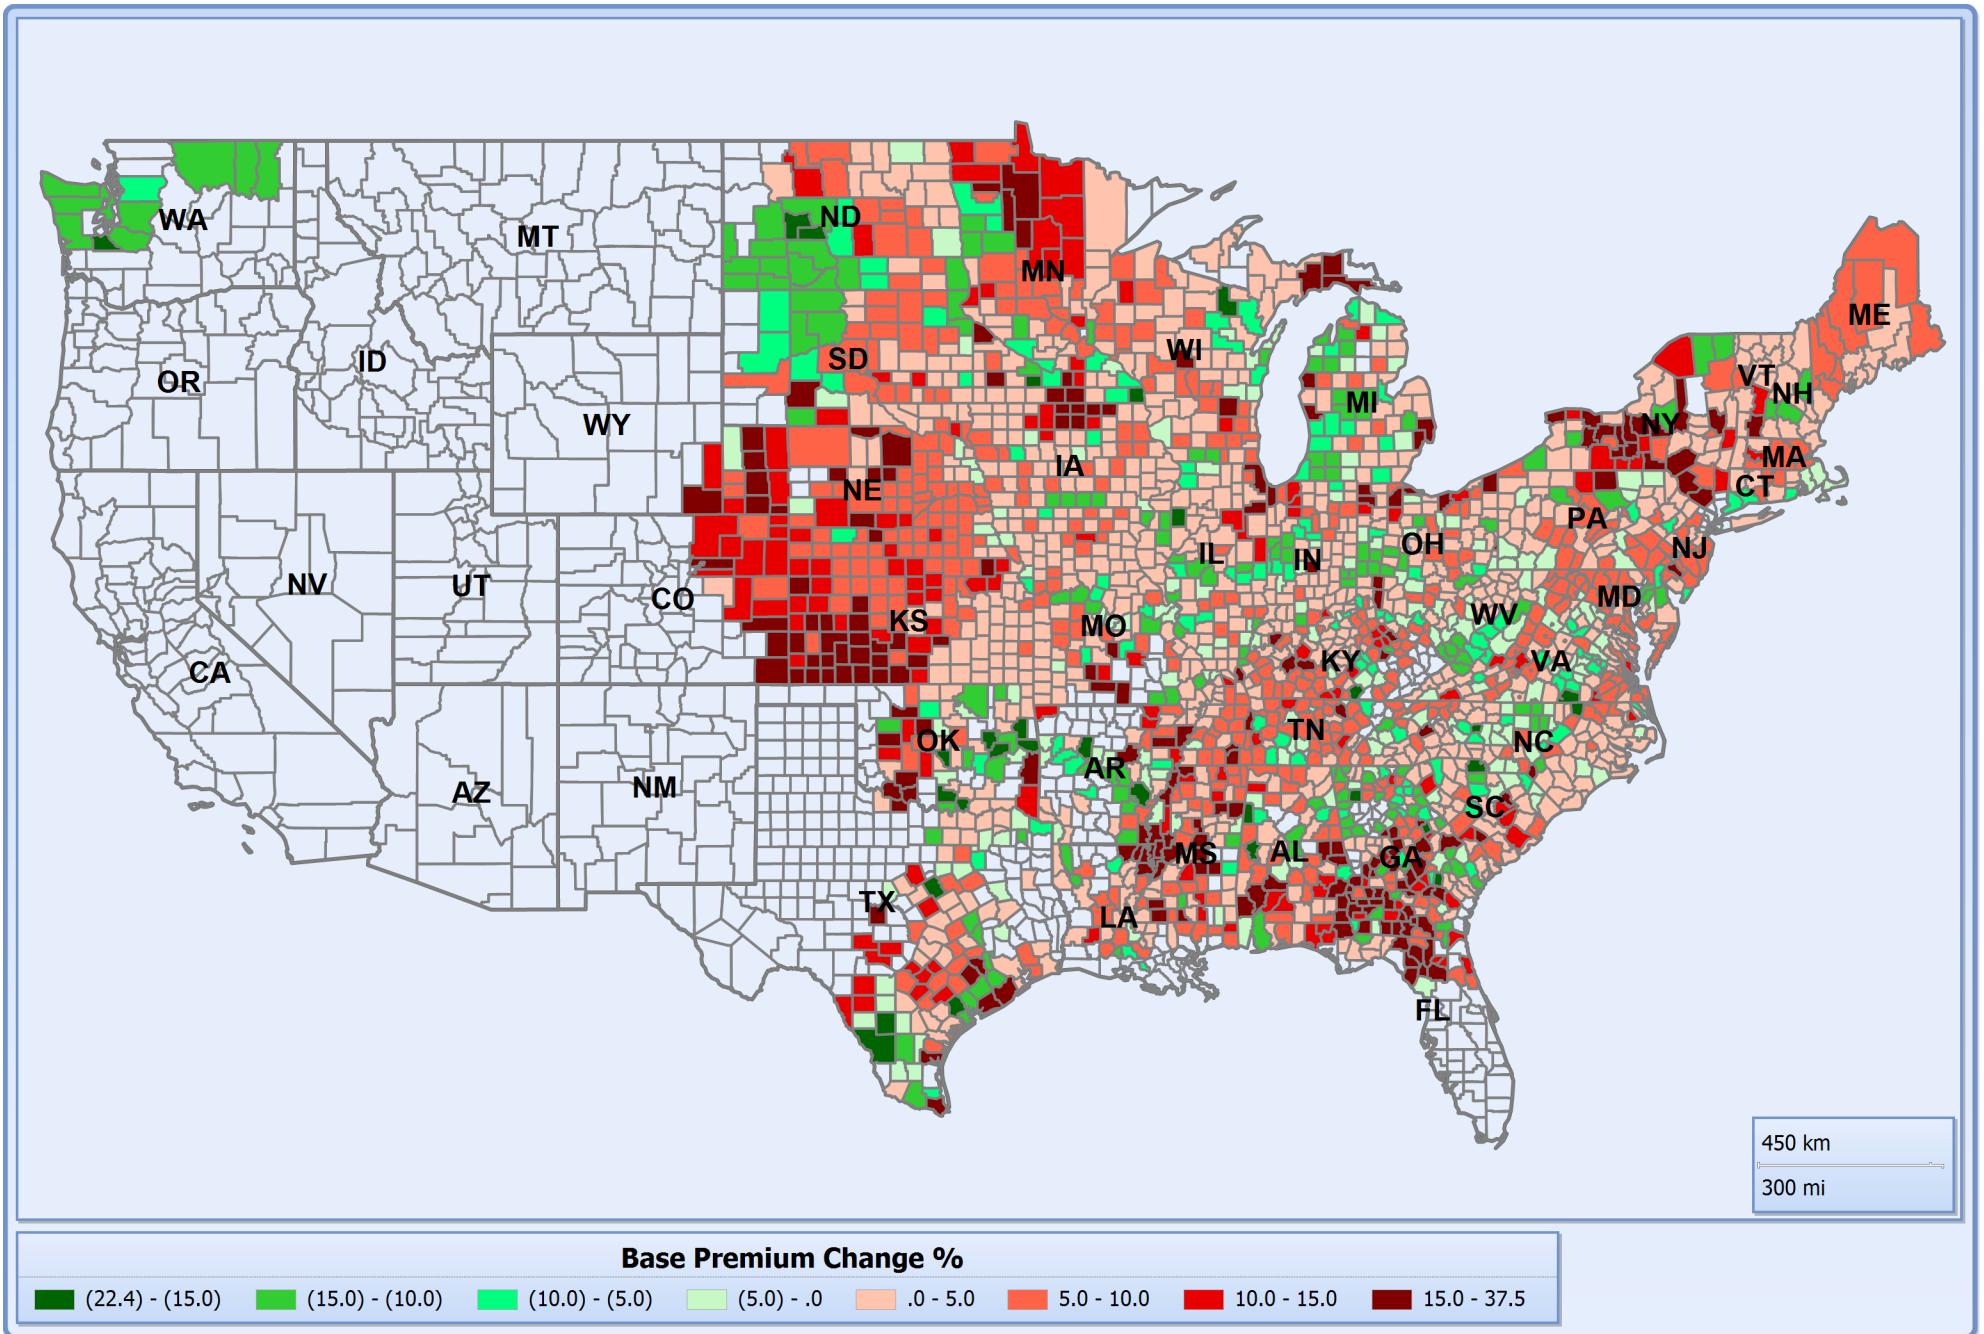 WA
MT
ND
MN
ME
OR
ID
SD
WI
VT
NH
WY
MI
NY
NE
IA
MA
CT
NV
UT
CO
KS
MO
IL
IN
OH
PA
NJ
MD
WV
CA
KY
VA
AZ
NM
OK
AR
TN
NC
SC
TX
LA
MS
AL
GA
FL
450 km
300 mi
Base Premium Change %
(22.4) - (15.0) (15.0) - (10.0) (10.0) - (5.0) (5.0) - .0 .0 - 5.0 5.0 - 10.0 10.0 - 15.0 15.0 - 37.5